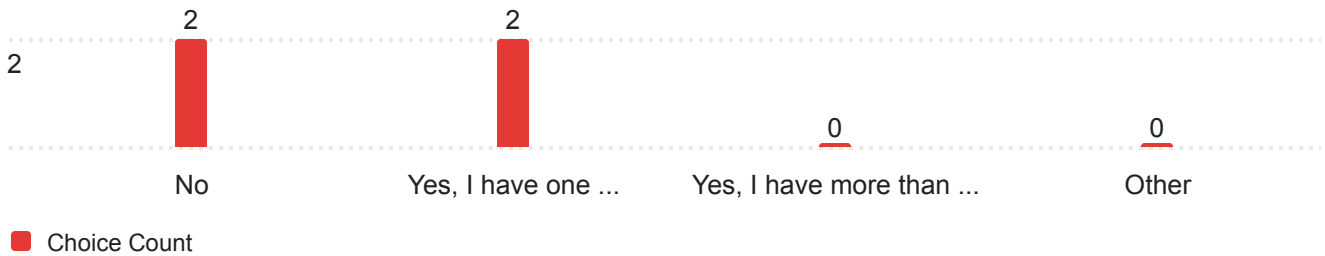 2 2
2
0 0
No Yes, I have one ... Yes, I have more than ... Other
Choice Count